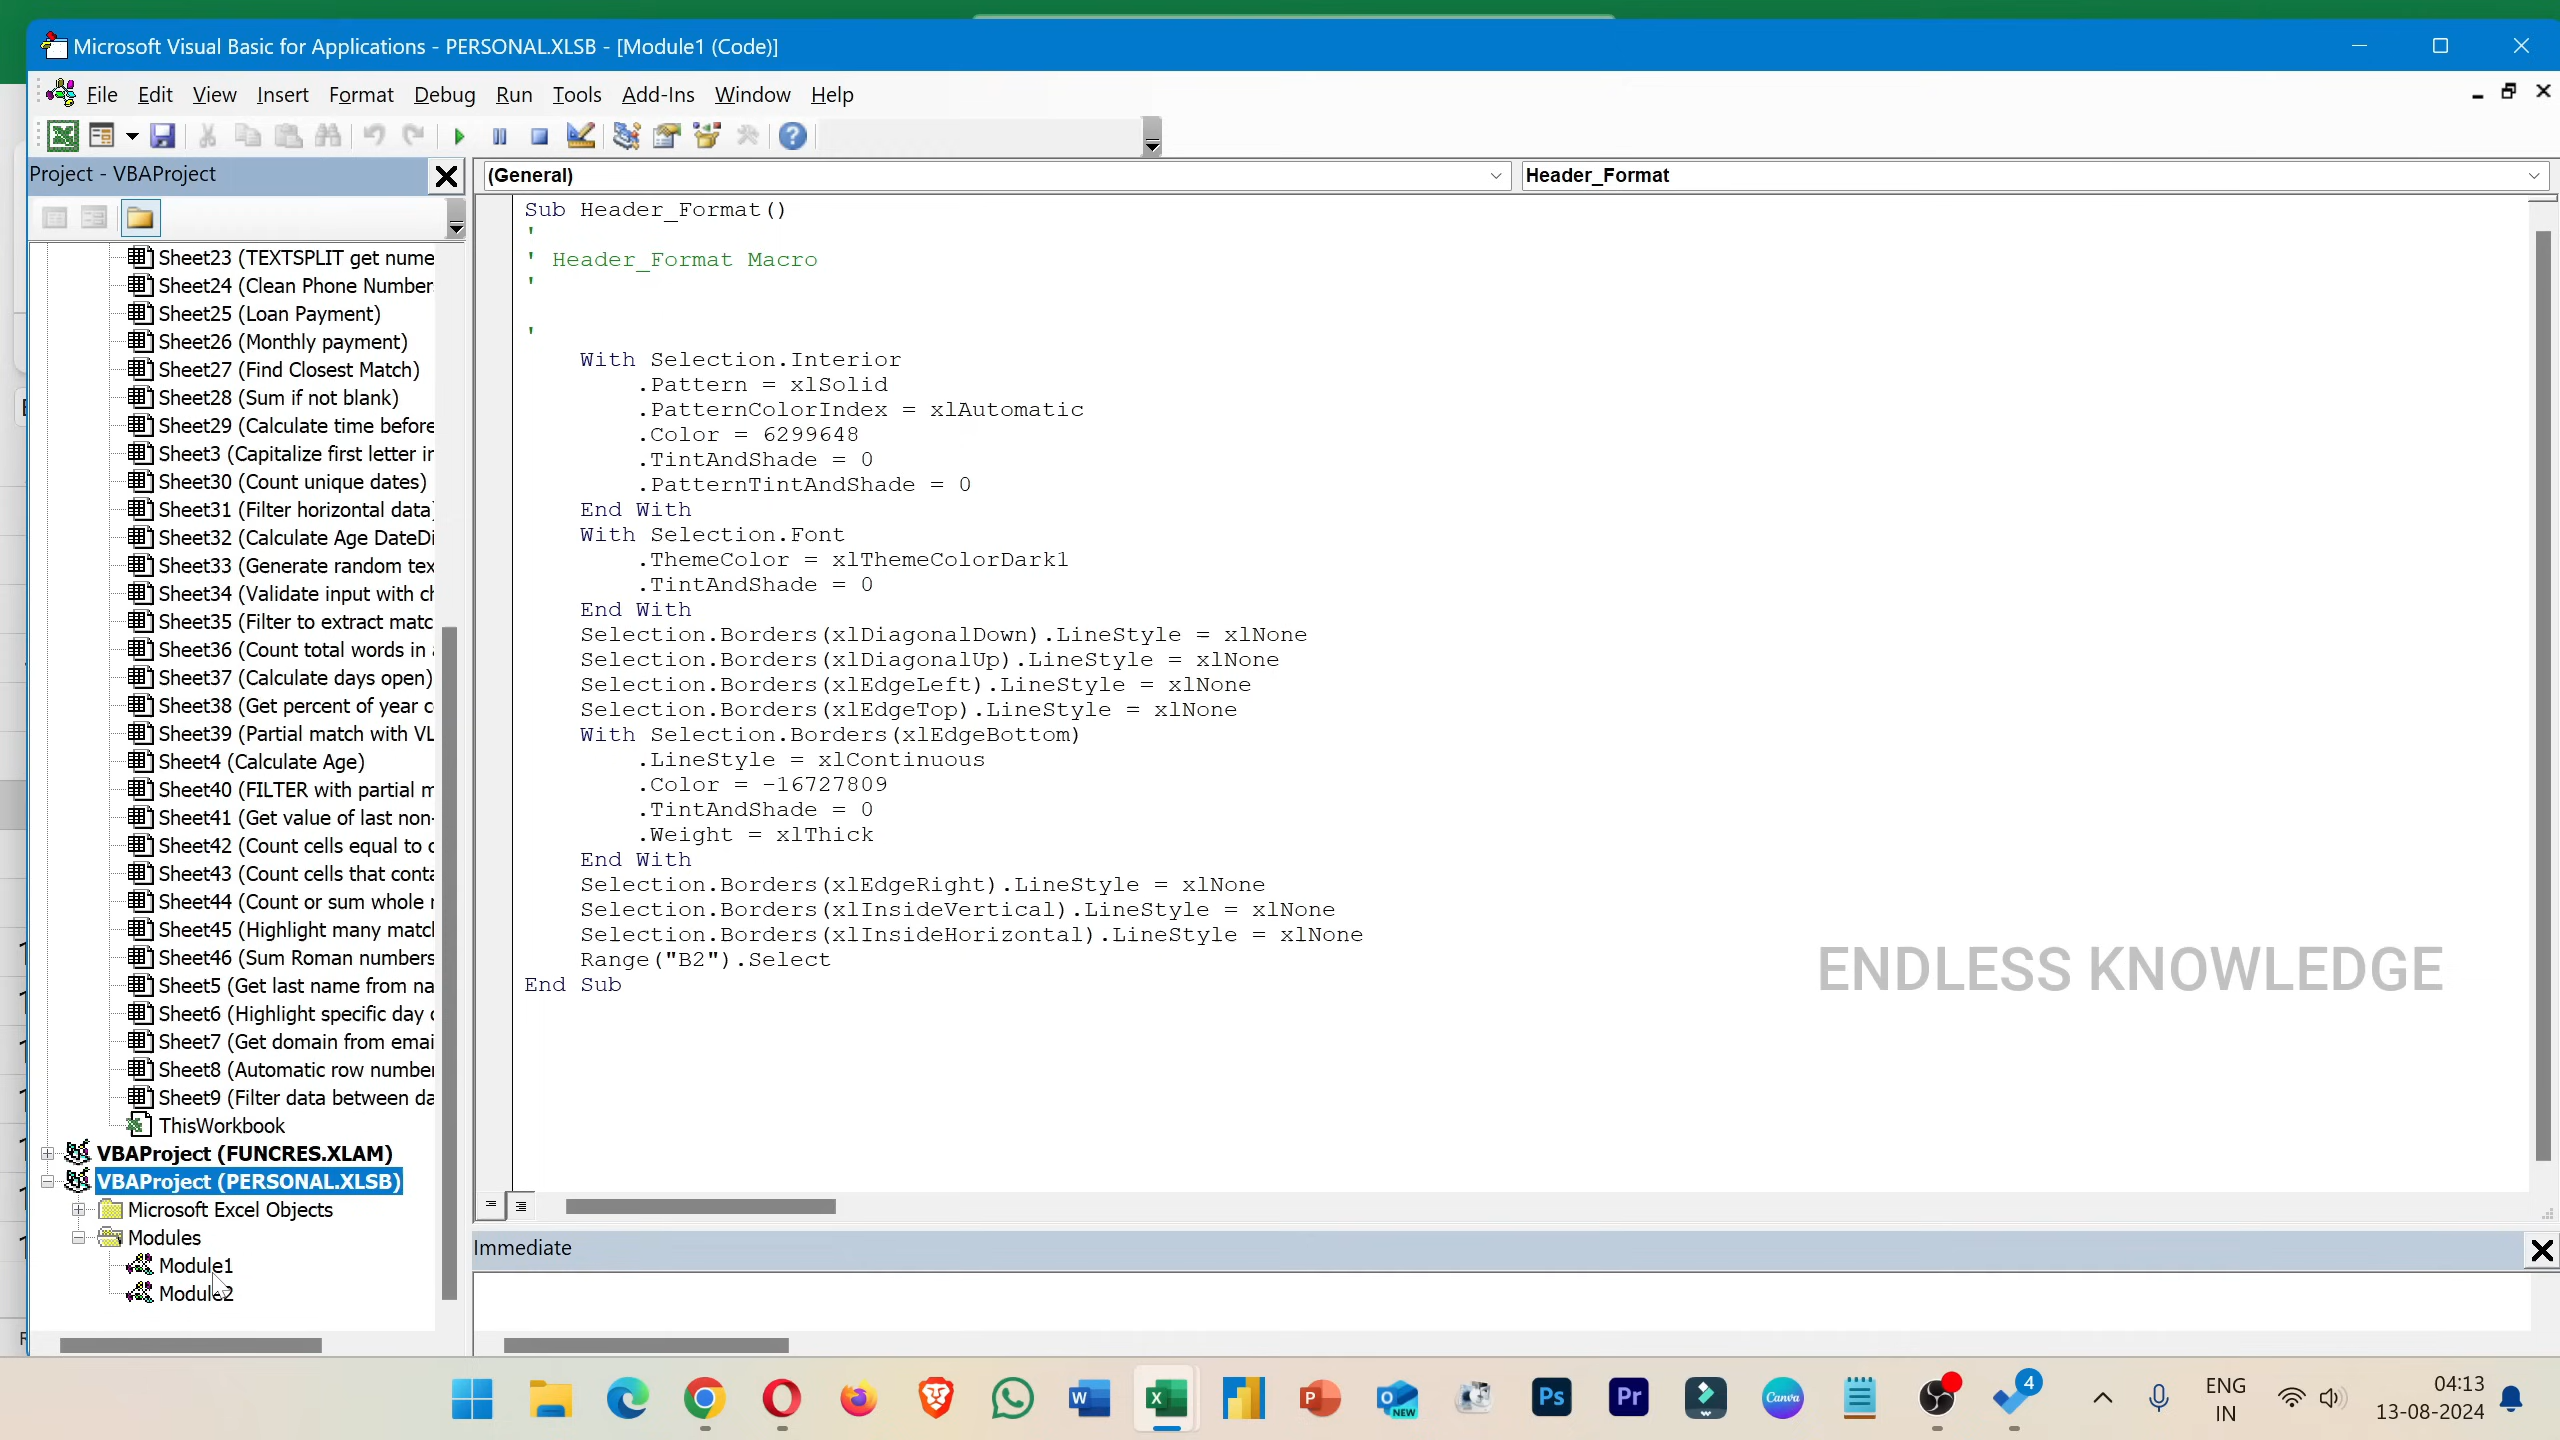 Microsoft Visual Basic for Applications - PERSONAL.XLSB - [Module1 (Code)]
File Edit View Insert Format Debug Run Tools Add-Ins Window Help
Project - VBAProject
(General)
Header_Format
Sheet23 (TEXTSPLIT get nume
Sheet24 (Clean Phone Number
Sheet25 (Loan Payment)
Sheet26 (Monthly payment)
Sheet27 (Find Closest Match)
Sheet28 (Sum if not blank)
Sheet29 (Calculate time before
Sheet3 (Capitalize first letter in
Sheet30 (Count unique dates)
Sheet31 (Filter horizontal data)
Sheet32 (Calculate Age DateDi
Sheet33 (Generate random tex
Sheet34 (Validate input with ch
Sheet35 (Filter to extract matc
Sheet36 (Count total words in a
Sheet37 (Calculate days open)
Sheet38 (Get percent of year c
Sheet39 (Partial match with VL
Sheet4 (Calculate Age)
Sheet40 (FILTER with partial m
Sheet41 (Get value of last non-
Sheet42 (Count cells equal to c
Sheet43 (Count cells that conta
Sheet44 (Count or sum whole n
Sheet45 (Highlight many match
Sheet46 (Sum Roman numbers
Sheet5 (Get last name from na
Sheet6 (Highlight specific day o
Sheet7 (Get domain from emai
Sheet8 (Automatic row number
Sheet9 (Filter data between da
ThisWorkbook
VBAProject (FUNCRES.XLAM)
VBAProject (PERSONAL.XLSB)
Microsoft Excel Objects
Modules
Module1
Module2
Sub Header_Format()
'
' Header_Format Macro
'
'
With Selection.Interior
.Pattern = xlSolid
.PatternColorIndex = xlAutomatic
.Color = 6299648
.TintAndShade = 0
.PatternTintAndShade = 0
End With
With Selection.Font
.ThemeColor = xlThemeColorDark1
.TintAndShade = 0
End With
Selection.Borders(xlDiagonalDown).LineStyle = xlNone
Selection.Borders(xlDiagonalUp).LineStyle = xlNone
Selection.Borders(xlEdgeLeft).LineStyle = xlNone
Selection.Borders(xlEdgeTop).LineStyle = xlNone
With Selection.Borders(xlEdgeBottom)
.LineStyle = xlContinuous
.Color = -16727809
.TintAndShade = 0
.Weight = xlThick
End With
Selection.Borders(xlEdgeRight).LineStyle = xlNone
Selection.Borders(xlInsideVertical).LineStyle = xlNone
Selection.Borders(xlInsideHorizontal).LineStyle = xlNone
Range("B2").Select
End Sub
ENDLESS KNOWLEDGE
Immediate
NEW
Ps
Pr
Canva
4
ENG
IN
04:13
13-08-2024